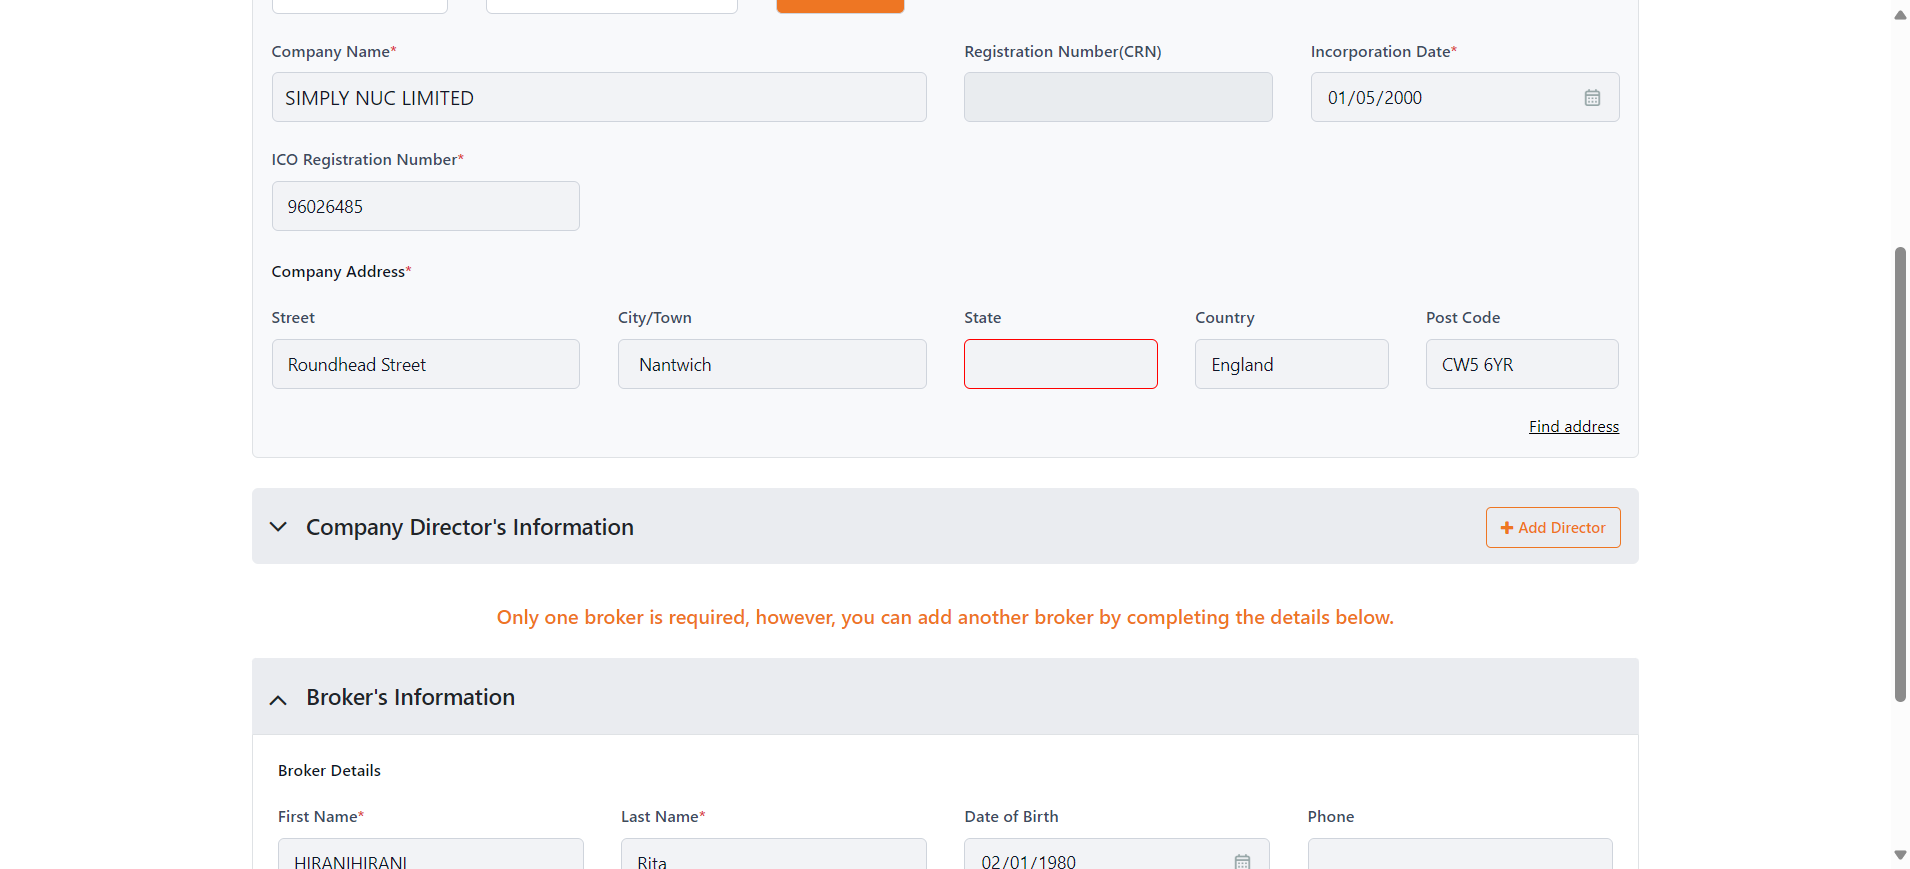 Company Name*
Registration Number(CRN)
Incorporation Date*
SIMPLY NUC LIMITED
01/05/2000
ICO Registration Number*
96026485
Company Address*
Street
City/Town
State
Country
Post Code
Roundhead Street
Nantwich
England
CW5 6YR
Find address
Company Director's Information
Add Director
Only one broker is required, however, you can add another broker by completing the details below.
Broker's Information
Broker Details
First Name*
Last Name*
Date of Birth
Phone
HIRANIHIRANI
Rita
02/01/1980